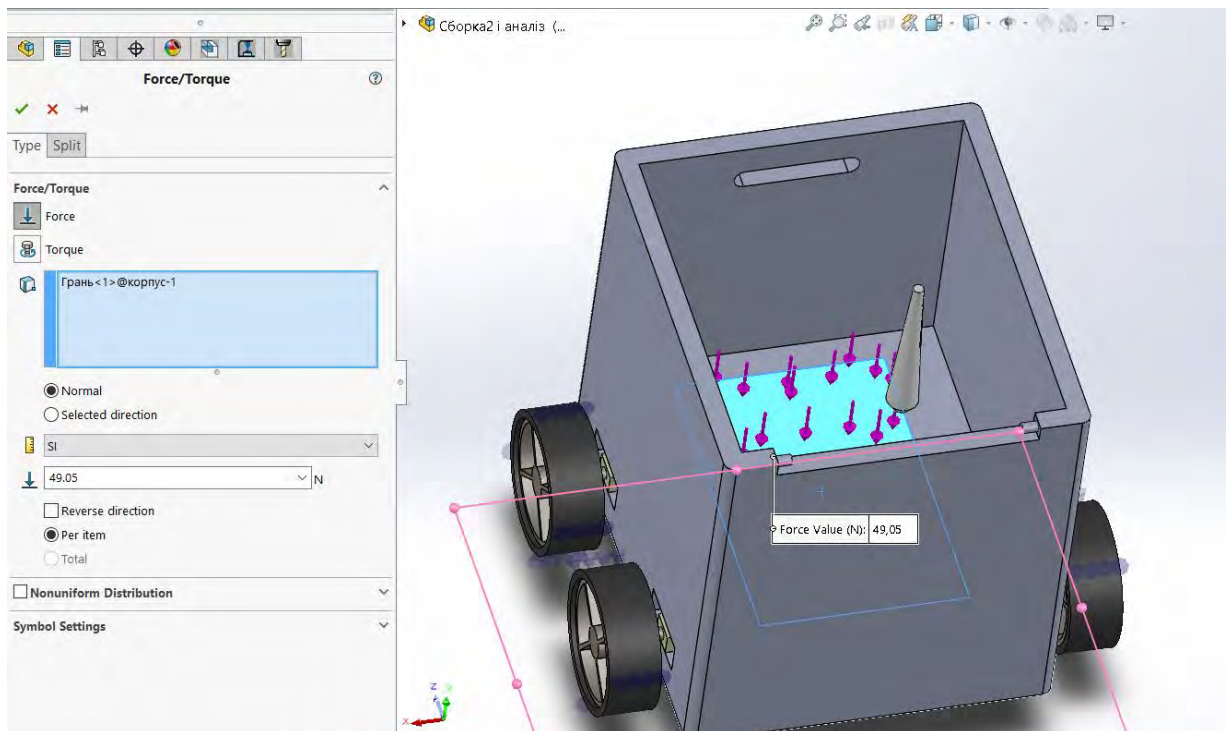 Сборка2 і аналіз (...
Force/Torque
Type Split
Force/Torque
Force
Torque
Грань<1>@корпус-1
Normal
Selected direction
SI
49.05 N
Reverse direction
Per item
Total
Nonuniform Distribution
Symbol Settings
Force Value (N): 49,05
z y
x